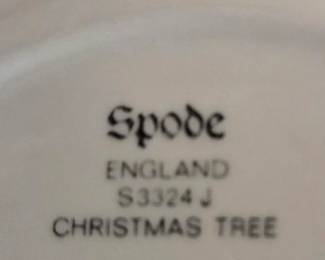 Spode
ENGLAND
S3324 J
CHRISTMAS TREE